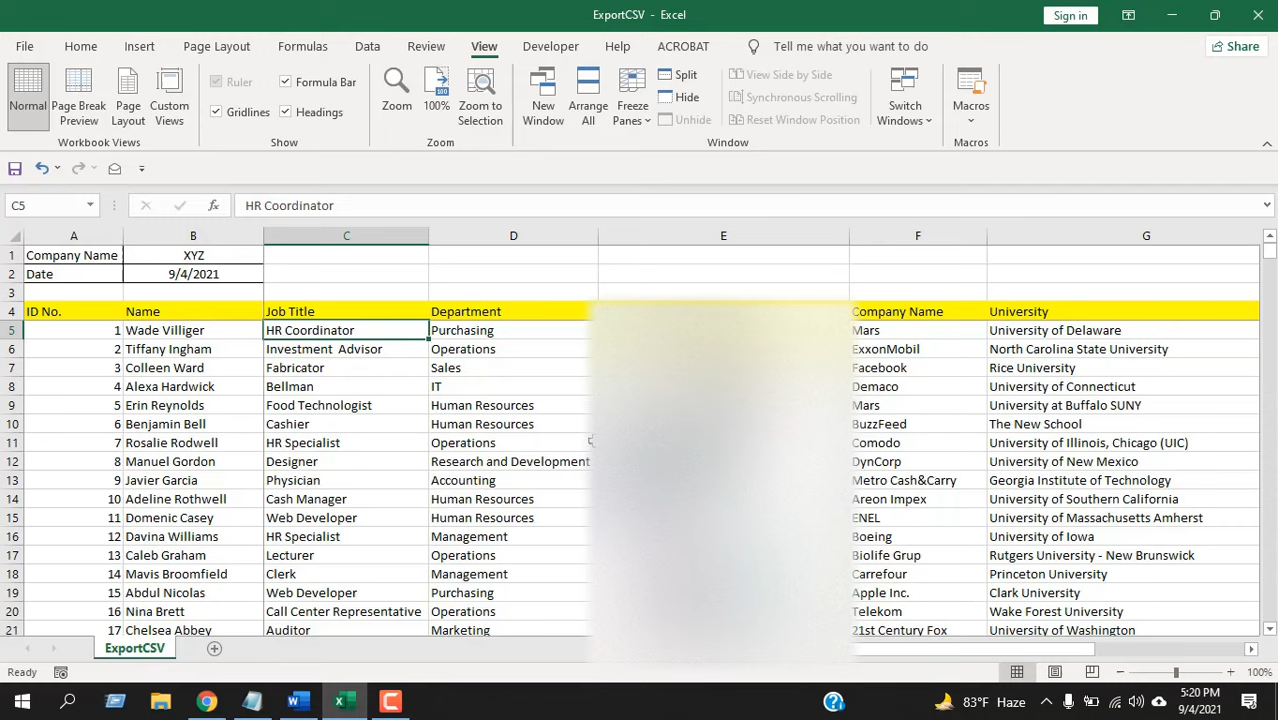 ExportCSV - Excel
Sign in
File Home Insert Page Layout Formulas Data Review View Developer Help ACROBAT Tell me what you want to do Share
Normal
Page Break Preview
Page Layout
Custom Views
Workbook Views
Ruler Formula Bar
Gridlines Headings
Show
Zoom
100%
Zoom to Selection
Zoom
New Window
Arrange All
Freeze Panes
Split
Hide
Unhide
View Side by Side
Synchronous Scrolling
Reset Window Position
Window
Switch Windows
Macros
Macros
C5 fx HR Coordinator
A B C D E F G
1 Company Name XYZ
2 Date 9/4/2021
3
4 ID No. Name Job Title Department Company Name University
5 1 Wade Villiger HR Coordinator Purchasing Mars University of Delaware
6 2 Tiffany Ingham Investment Advisor Operations ExxonMobil North Carolina State University
7 3 Colleen Ward Fabricator Sales Facebook Rice University
8 4 Alexa Hardwick Bellman IT Demaco University of Connecticut
9 5 Erin Reynolds Food Technologist Human Resources Mars University at Buffalo SUNY
10 6 Benjamin Bell Cashier Human Resources BuzzFeed The New School
11 7 Rosalie Rodwell HR Specialist Operations Comodo University of Illinois, Chicago (UIC)
12 8 Manuel Gordon Designer Research and Development DynCorp University of New Mexico
13 9 Javier Garcia Physician Accounting Metro Cash&Carry Georgia Institute of Technology
14 10 Adeline Rothwell Cash Manager Human Resources Areon Impex University of Southern California
15 11 Domenic Casey Web Developer Human Resources ENEL University of Massachusetts Amherst
16 12 Davina Williams HR Specialist Management Boeing University of Iowa
17 13 Caleb Graham Lecturer Operations Biolife Grup Rutgers University - New Brunswick
18 14 Mavis Broomfield Clerk Management Carrefour Princeton University
19 15 Abdul Nicolas Web Developer Purchasing Apple Inc. Clark University
20 16 Nina Brett Call Center Representative Operations Telekom Wake Forest University
21 17 Chelsea Abbey Auditor Marketing 21st Century Fox University of Washington
ExportCSV
Ready 100%
83°F Haze 5:20 PM
9/4/2021